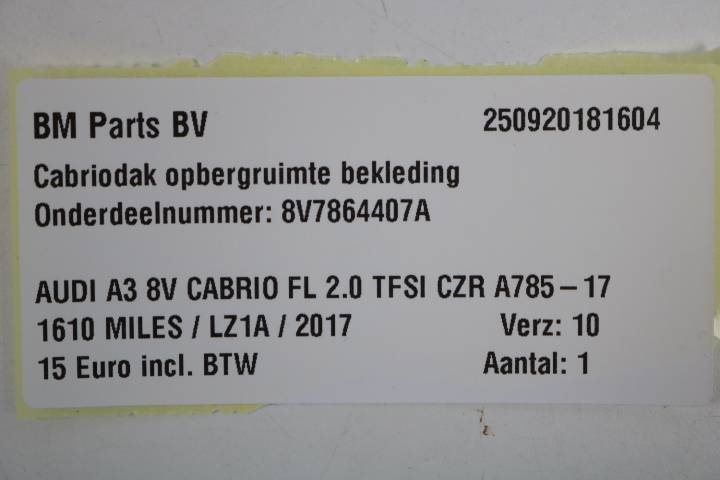 BM Parts BV 250920181604
Cabriodak opbergruimte bekleding
Onderdeelnummer: 8V7864407A
AUDI A3 8V CABRIO FL 2.0 TFSI CZR A785-17
1610 MILES / LZ1A / 2017 Verz: 10
15 Euro incl. BTW Aantal: 1